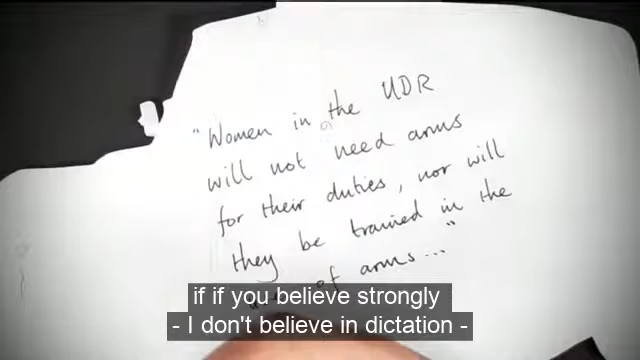 "Women in the UDR
will not need arms
for their duties, nor will
they be trained in the
of arms..."
if if you believe strongly
- I don't believe in dictation -